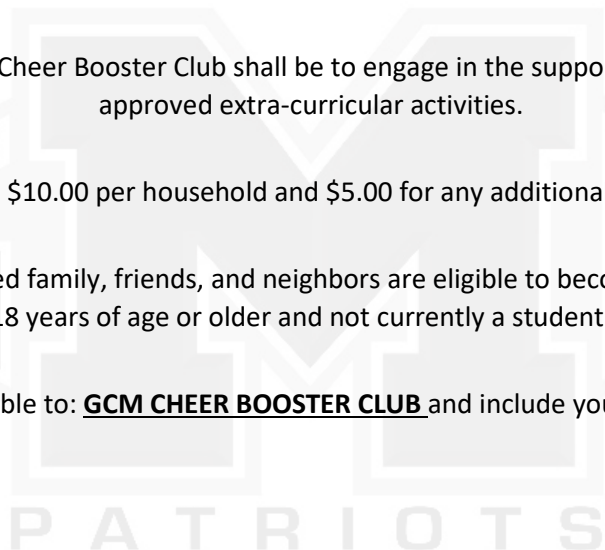 Cheer Booster Club shall be to engage in the suppo
approved extra-curricular activities.
$10.00 per household and $5.00 for any additiona
ed family, friends, and neighbors are eligible to beco
18 years of age or older and not currently a student
ble to: GCM CHEER BOOSTER CLUB and include you
M
PATRIOTS